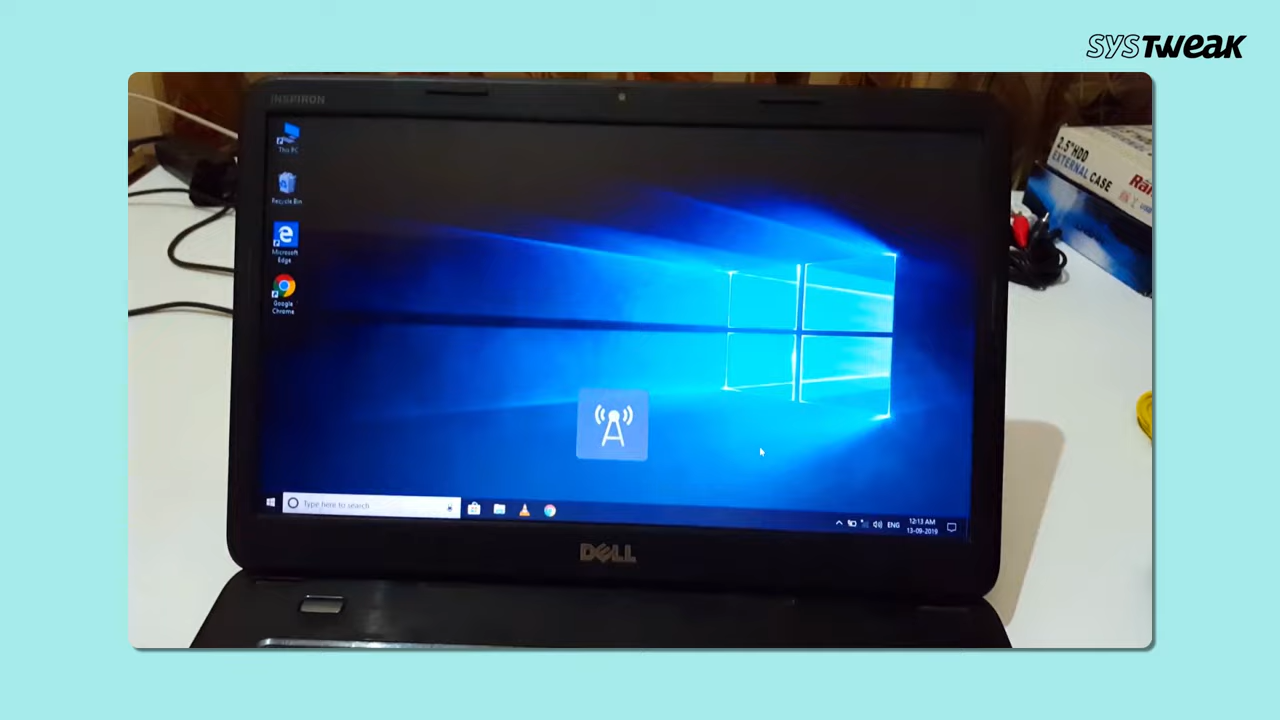 SYSTWEAK
INSPIRON
This PC
Recycle Bin
Microsoft
Edge
Google
Chrome
2.5"HDD
EXTERNAL CASE
Type here to search
ENG
12:13 AM
13-09-2019
DELL